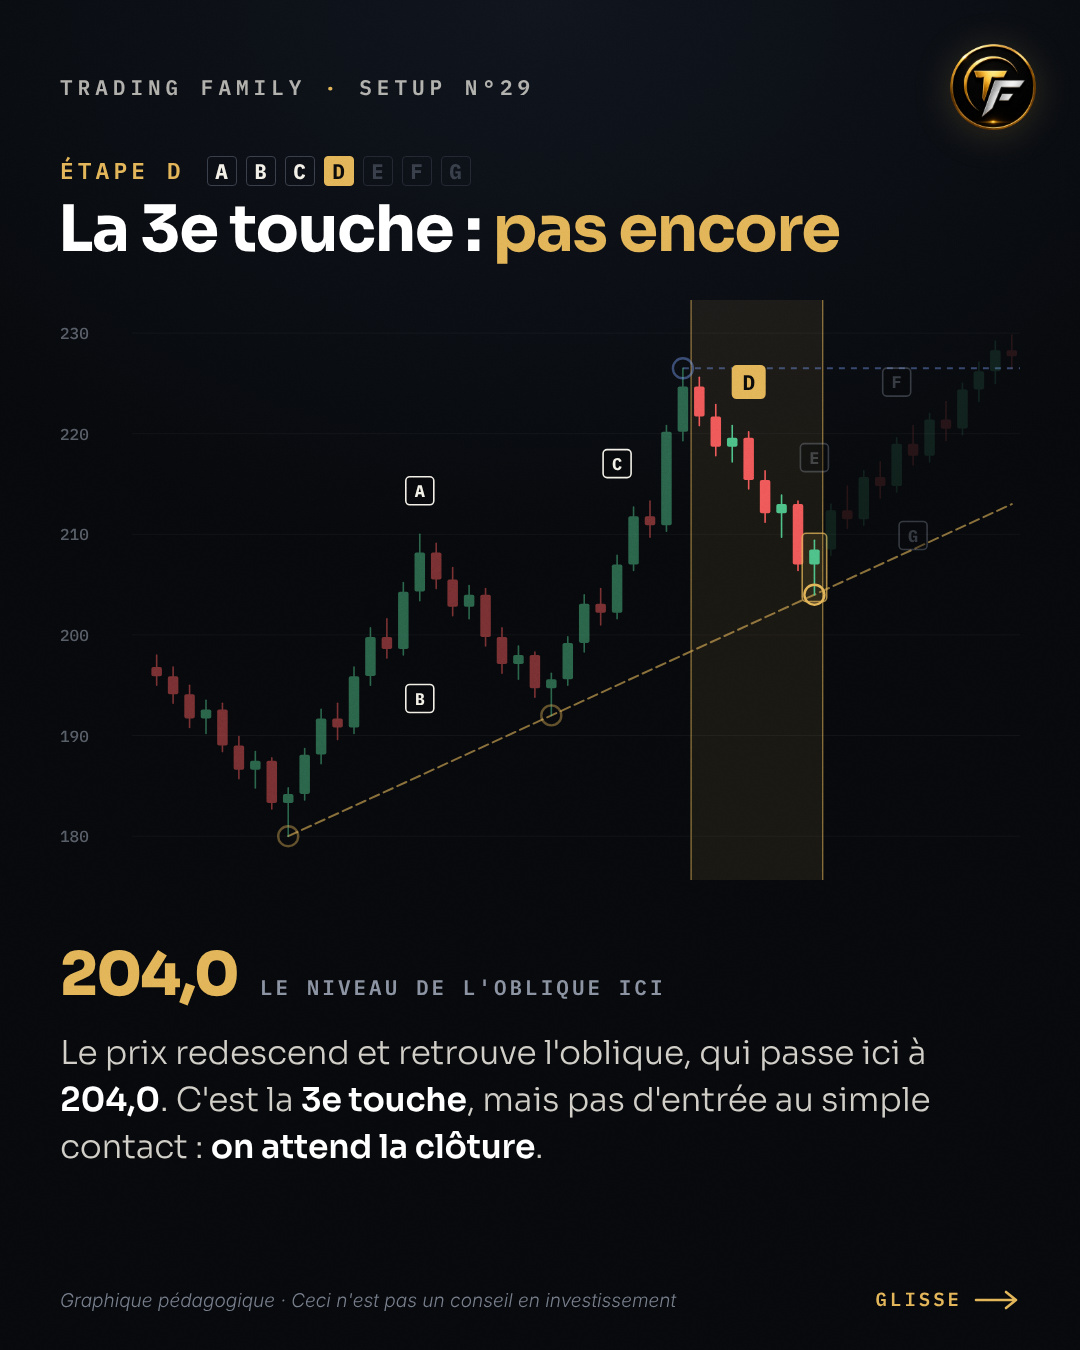 TRADING FAMILY · SETUP N°29
TF
ÉTAPE D A B C D E F G
La 3e touche : pas encore
230
220
210
200
190
180
A
B
C
D
E
F
G
204,0 LE NIVEAU DE L'OBLIQUE ICI
Le prix redescend et retrouve l'oblique, qui passe ici à
204,0. C'est la 3e touche, mais pas d'entrée au simple
contact : on attend la clôture.
Graphique pédagogique · Ceci n'est pas un conseil en investissement
GLISSE